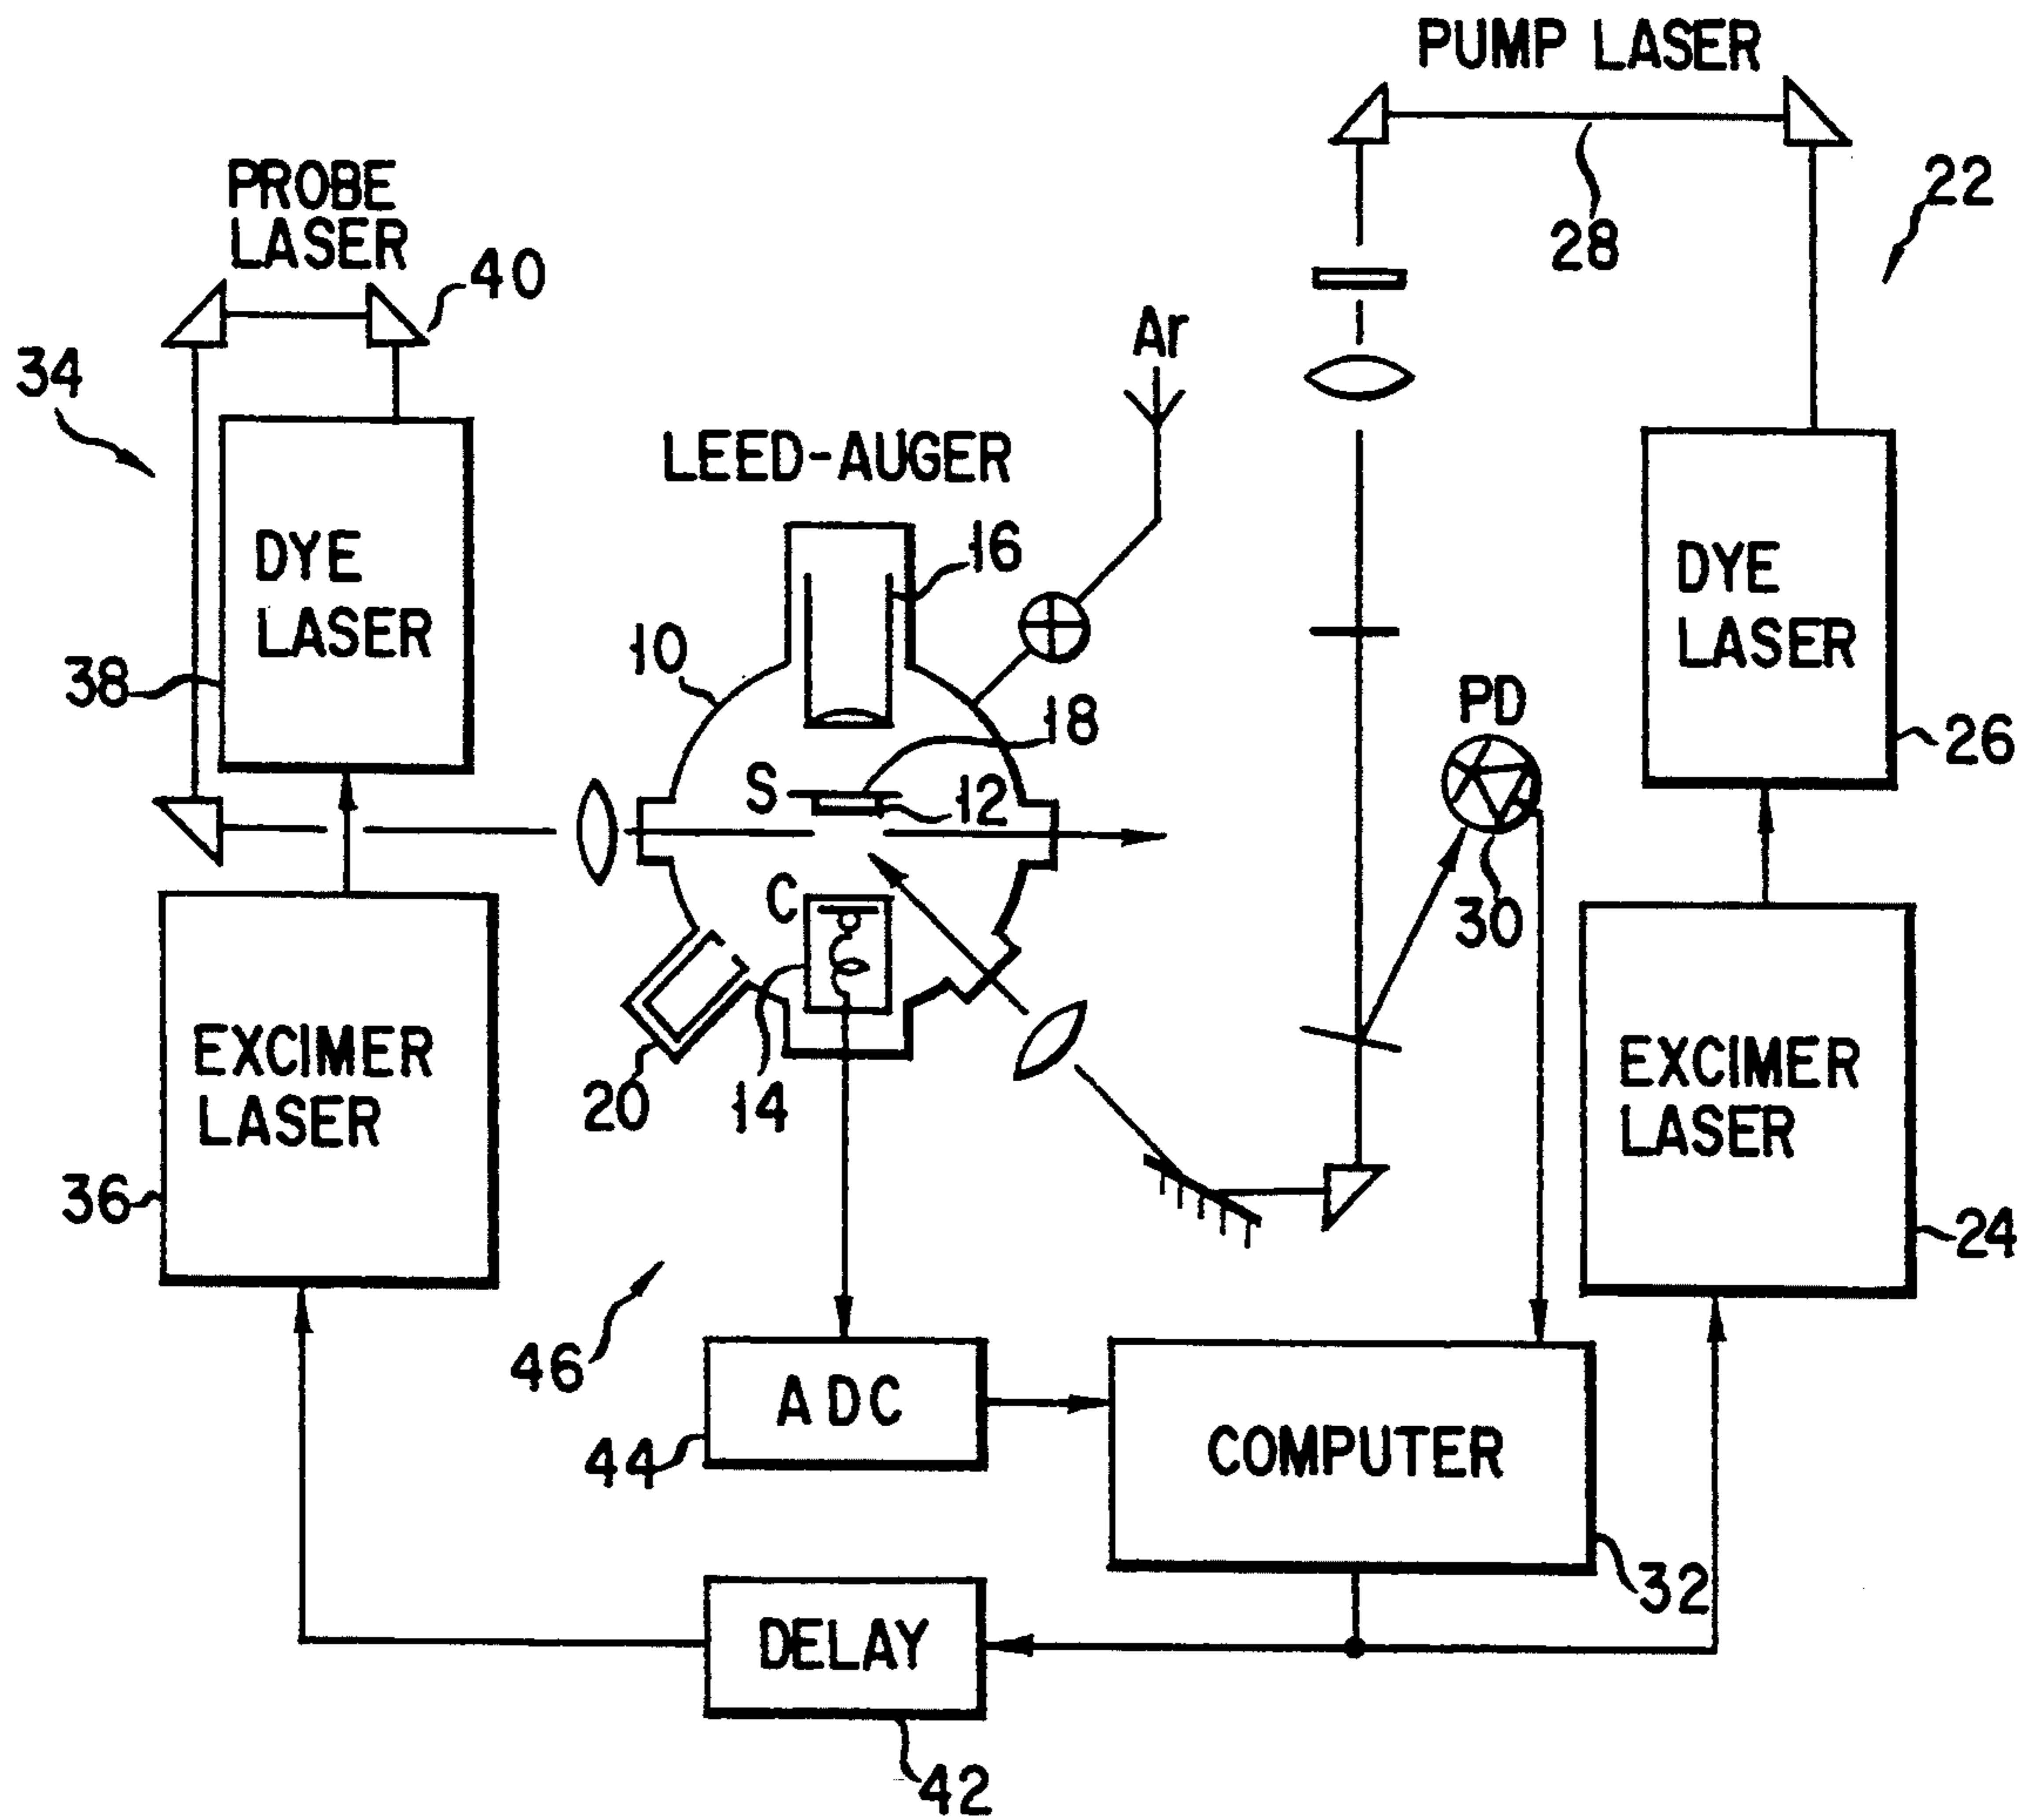 PUMP LASER
PROBE
LASER
22
28
40
Ar
34
LEED-AUGER
16
DYE
LASER
DYE
LASER
10
38
18
PD
26
S
12
C
30
EXCIMER
LASER
EXCIMER
LASER
20
14
36
24
46
ADC
44
COMPUTER
32
DELAY
42